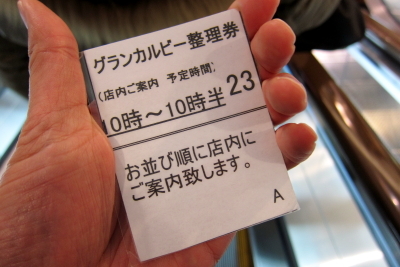 グランカルビー整理券
(店内ご案内 予定時間)
10時～10時半 23
お並び順に店内に
ご案内致します。
A